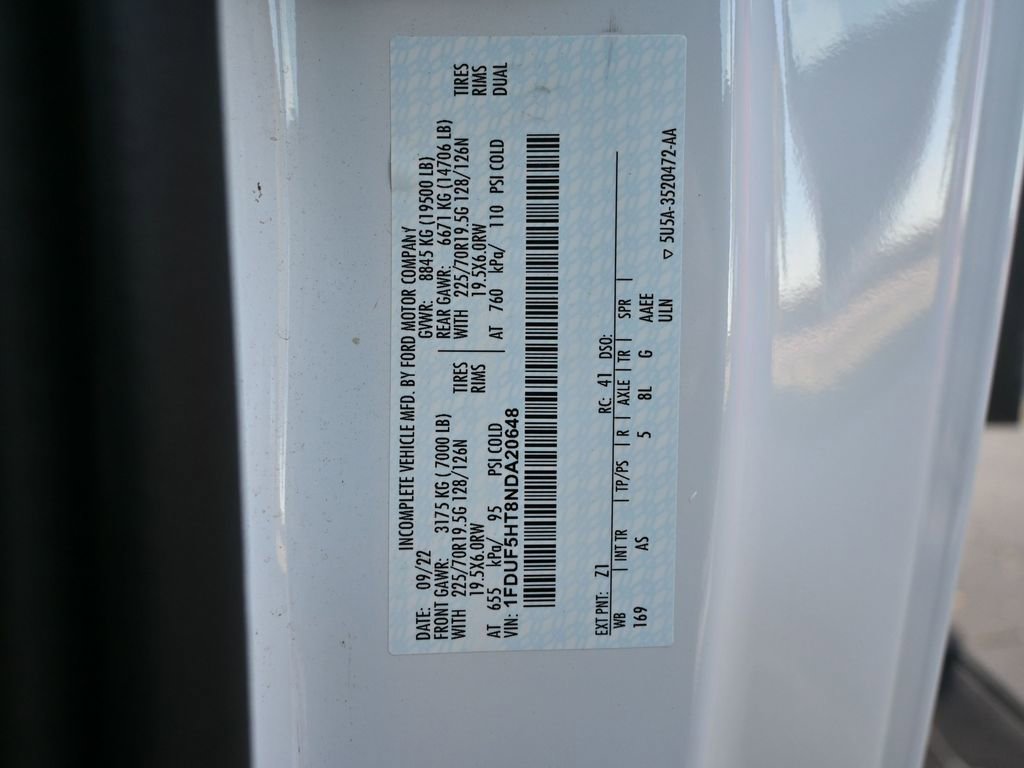 INCOMPLETE VEHICLE MFD. BY FORD MOTOR COMPANY
DATE: 09/22 GVWR: 8845 KG (19500 LB)
FRONT GAWR: 3175 KG ( 7000 LB) REAR GAWR: 6671 KG (14706 LB)
WITH 225/70R19.5G 128/126N TIRES WITH 225/70R19.5G 128/126N TIRES
19.5X6.0RW RIMS 19.5X6.0RW RIMS
AT 655 kPa/ 95 PSI COLD AT 760 kPa/ 110 PSI COLD DUAL
VIN: 1FDUF5HT8NDA20648
EXT PNT: Z1 RC: 41 DSO:
WB | INT TR | TP/PS | R | AXLE | TR | SPR |
169 AS 5 8L G AAEE
ULN ▽ 5U5A-3520472-AA